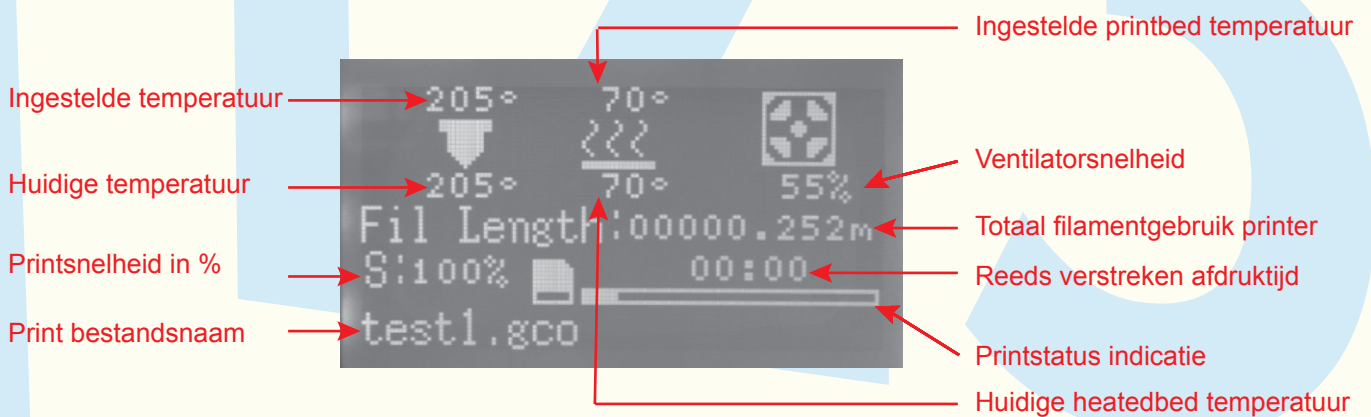 Ingestelde printbed temperatuur
Ingestelde temperatuur
205° 70°
Huidige temperatuur
205° 70° 55%
Ventilatorsnelheid
Fil Length:00000.252m
Totaal filamentgebruik printer
Printsnelheid in %
S:100% 00:00
Reeds verstreken afdruktijd
Print bestandsnaam
test1.gco
Printstatus indicatie
Huidige heatedbed temperatuur